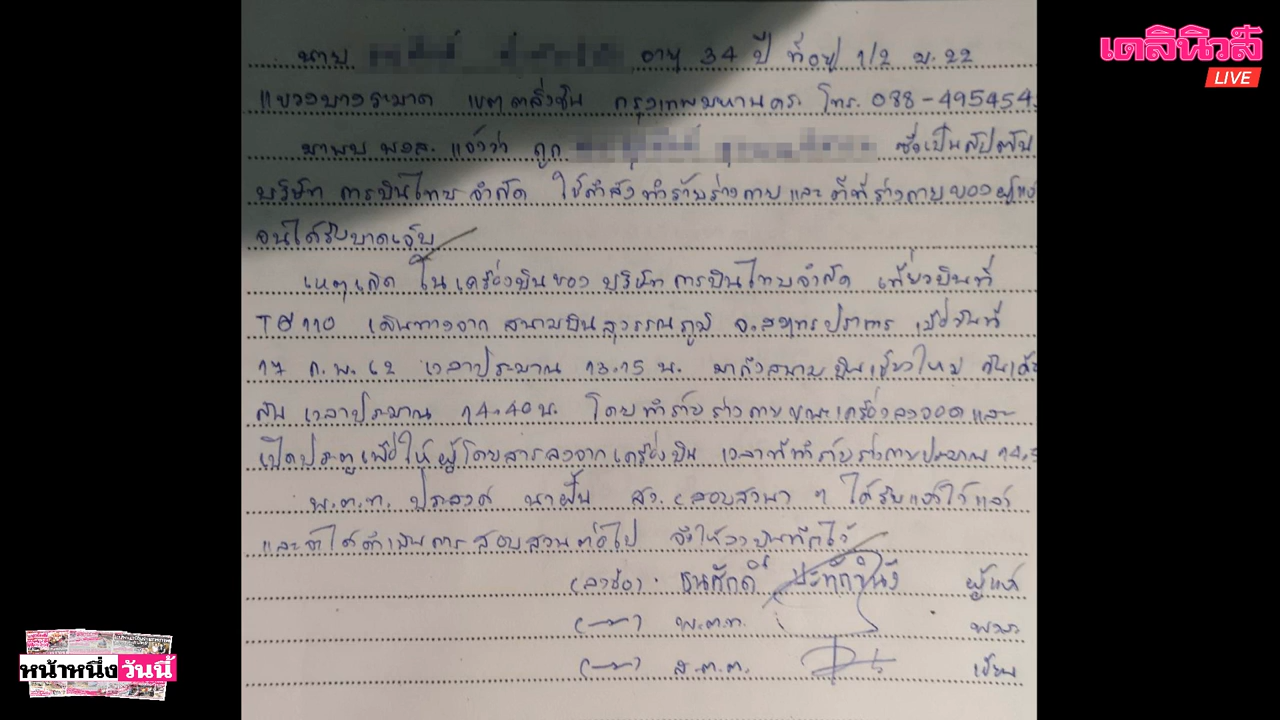 เดลินิวส์
LIVE
นาย อายุ 34 ปี ที่อยู่ 1/2 ม.22
แขวงบางระมาด เขตตลิ่งชัน กรุงเทพมหานคร โทร. 088-495454
มาพบ พงส. แจ้งว่า ถูก ซึ่งเป็นกัปตัน
บริษัท การบินไทย จำกัด ใช้กำลังทำร้ายร่างกายและ ตีที่ร่างกายของผู้แจ้ง
จนได้รับบาดเจ็บ
เหตุเกิด ในเครื่องบินของ บริษัท การบินไทยจำกัด เที่ยวบินที่
TG 110 เดินทางจาก สนามบินสุวรรณภูมิ จ.สมุทรปราการ เมื่อวันที่
17 ก.พ. 62 เวลาประมาณ 13.15 น. มาถึงสนามบินเชียงใหม่ วันเดียว
กัน เวลาประมาณ 14.40 น. โดยทำร้ายร่างกายขณะเครื่องลงจอดและ
เปิดประตูเพื่อให้ผู้โดยสารลงจากเครื่องบิน เวลาที่ทำร้ายร่างกายประมาณ
พ.ต.ท. ประสงค์ สว.(สอบสวน) ฯ ได้รับแจ้งไว้แล้ว
และจะได้ดำเนินการสอบสวนต่อไป จึงให้ลงบันทึกไว้
(ลงชื่อ) ธนศักดิ์ ผู้แจ้ง
พ.ต.ท. พงส
ส.ต.ต. เขียน
หน้าหนึ่งวันนี้